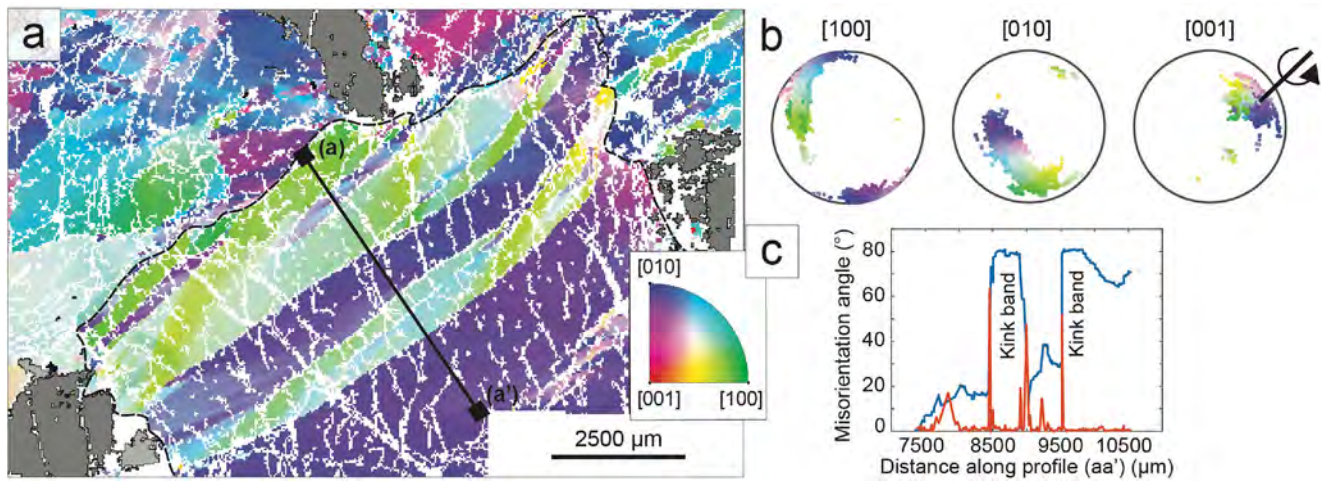 a
(a)
(a')
[010]
[001] [100]
2500 µm
b
[100] [010] [001]
c
Misorientation angle (°)
80
60
40
20
0
Kink band
Kink band
7500 8500 9500 10500
Distance along profile (aa') (µm)